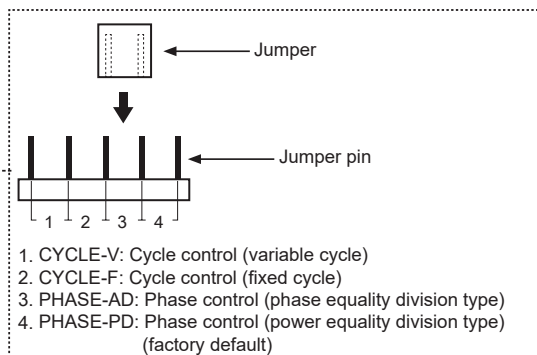 Jumper
Jumper pin
1 2 3 4
1. CYCLE-V: Cycle control (variable cycle)
2. CYCLE-F: Cycle control (fixed cycle)
3. PHASE-AD: Phase control (phase equality division type)
4. PHASE-PD: Phase control (power equality division type)
(factory default)